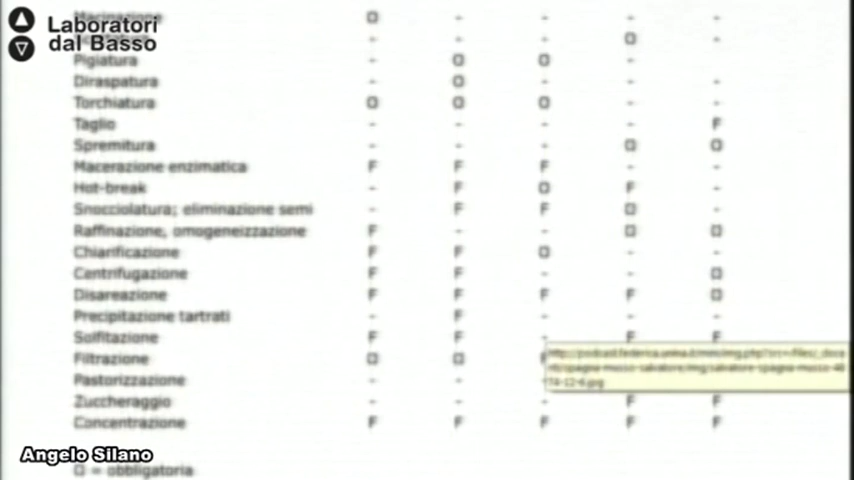 Laboratori
dal Basso
Macinazione O - - - -
- - - O -
Pigiatura - O O -
Diraspatura - O - - -
Torchiatura O O O - -
Taglio - - - - F
Spremitura - - - O O
Macerazione enzimatica F F F - -
Hot-break - F O F -
Snocciolatura; eliminazione semi - F F O -
Raffinazione, omogeneizzazione F - - O O
Chiarificazione F F O - -
Centrifugazione F F - - O
Disareazione F F F F O
Precipitazione tartrati - F - - -
Solfitazione F F - F F
Filtrazione O O
Pastorizzazione - -
Zuccheraggio - - - F F
Concentrazione F F F F F
Angelo Silano
O = obbligatoria